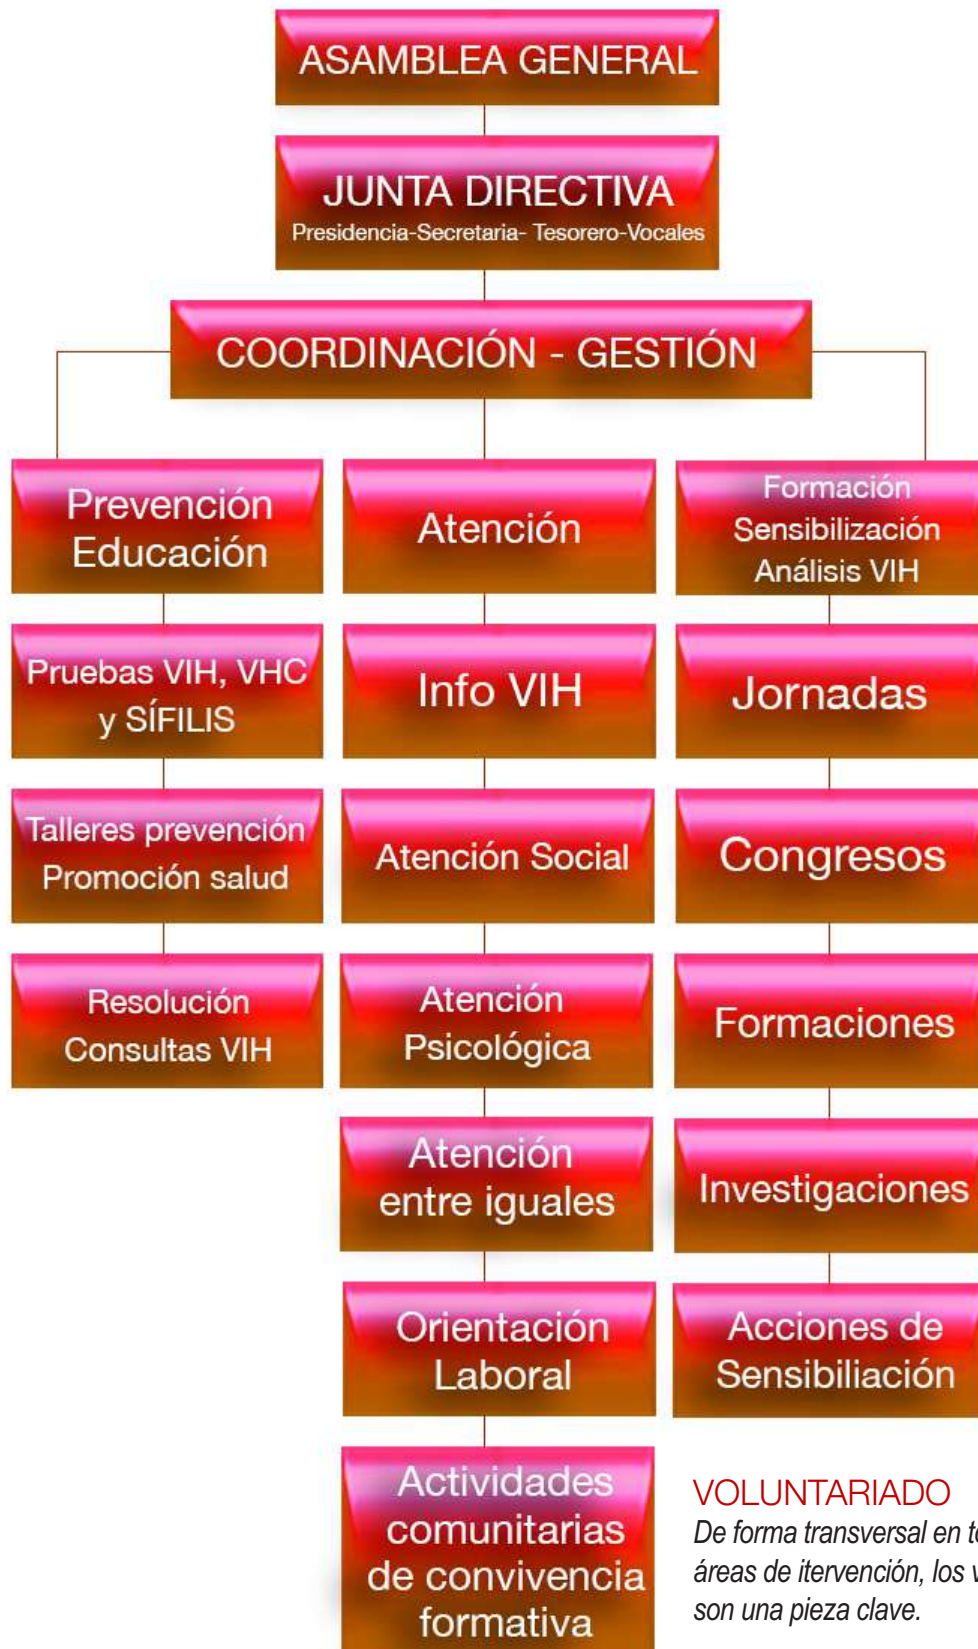 ASAMBLEA GENERAL
JUNTA DIRECTIVA
Presidencia-Secretaria- Tesorero-Vocales
COORDINACIÓN - GESTIÓN
Prevención
Educación
Pruebas VIH, VHC
y SÍFILIS
Talleres prevención
Promoción salud
Resolución
Consultas VIH
Atención
Info VIH
Atención Social
Atención
Psicológica
Atención
entre iguales
Orientación
Laboral
Actividades
comunitarias
de convivencia
formativa
Formación
Sensibilización
Análisis VIH
Jornadas
Congresos
Formaciones
Investigaciones
Acciones de
Sensibiliación
VOLUNTARIADO
De forma transversal en
áreas de itervención, los
son una pieza clave.